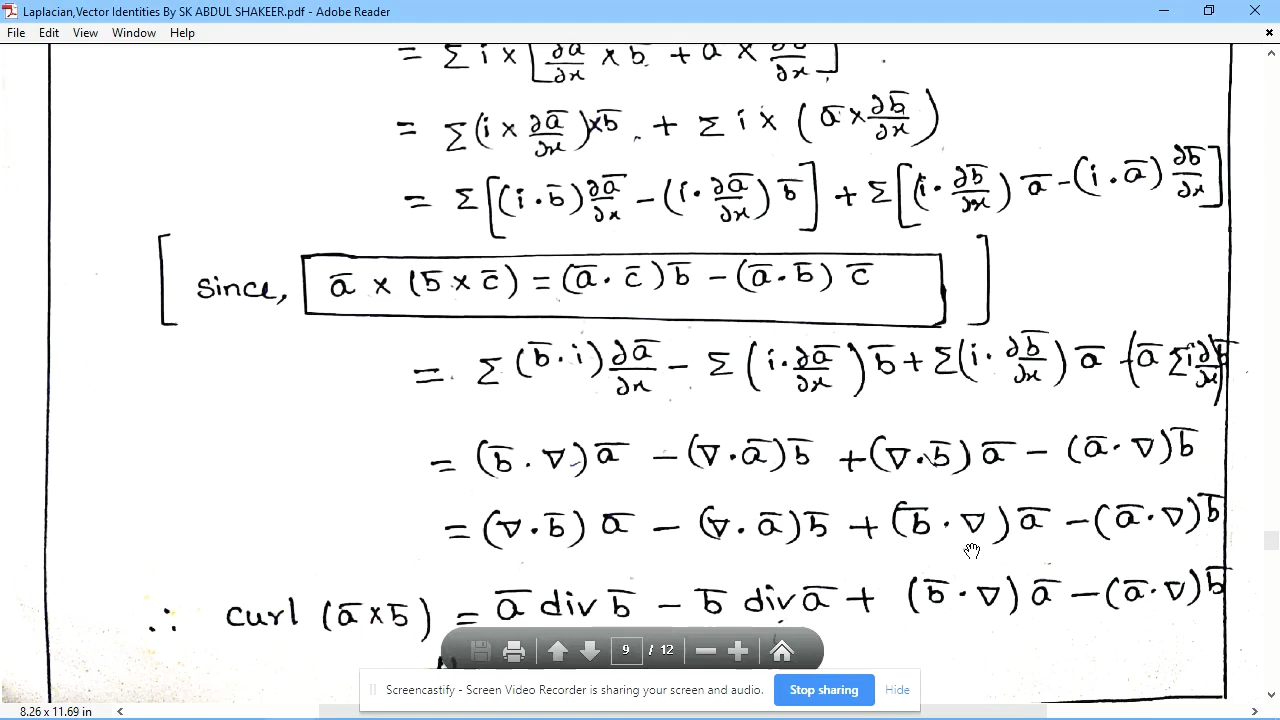 Laplacian,Vector Identities By SK ABDUL SHAKEER.pdf - Adobe Reader
File Edit View Window Help
= Σ i × [∂a̅/∂x × b̅ + a̅ × ∂b̅/∂x]
= Σ(i × ∂a̅/∂x)×b̅ + Σ i × (a̅ × ∂b̅/∂x)
= Σ[(i·b̅)∂a̅/∂x − (i·∂a̅/∂x)b̅] + Σ[(i·∂b̅/∂x)a̅ − (i.a̅)∂b̅/∂x]
[since, a̅ × (b̅ × c̅) = (a̅.c̅)b̅ − (a̅.b̅)c̅]
= Σ(b̅.i)∂a̅/∂x − Σ(i.∂a̅/∂x)b̅ + Σ(i.∂b̅/∂x)a̅ − (a̅ Σi∂b̅/∂x)
= (b̅.∇)a̅ − (∇.a̅)b̅ + (∇.b̅)a̅ − (a̅.∇)b̅
= (∇.b̅)a̅ − (∇.a̅)b̅ + (b̅.∇)a̅ − (a̅.∇)b̅
∴ curl (a̅×b̅) = a̅ div b̅ − b̅ div a̅ + (b̅.∇)a̅ − (a̅.∇)b̅
9 / 12
Screencastify - Screen Video Recorder is sharing your screen and audio. Stop sharing Hide
8.26 x 11.69 in